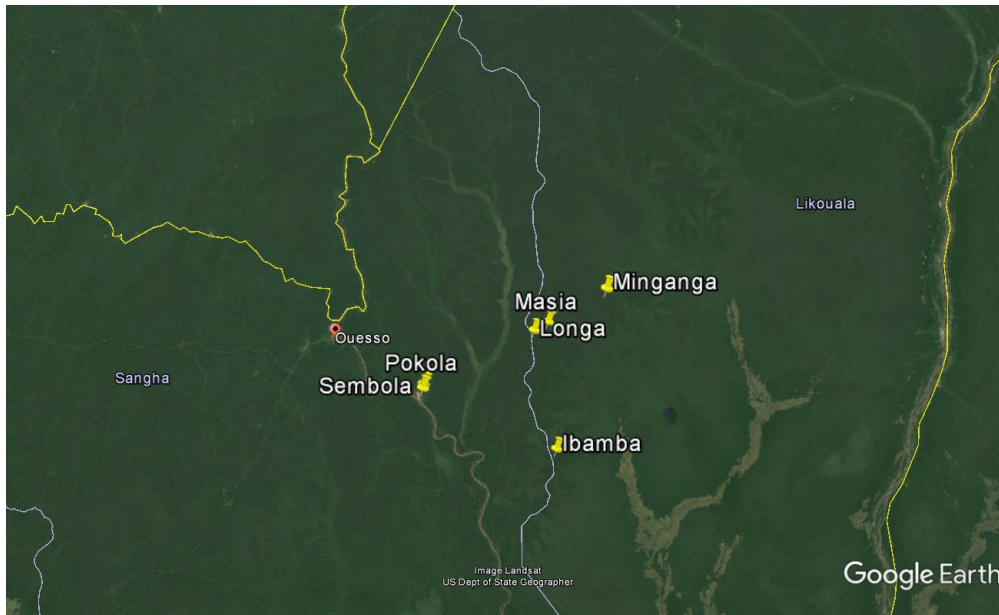 Likouala
Minganga
Masia
Longa
Ouesso
Pokola
Sangha
Sembola
Ibamba
Image Landsat
US Dept of State Geographer
Google Earth